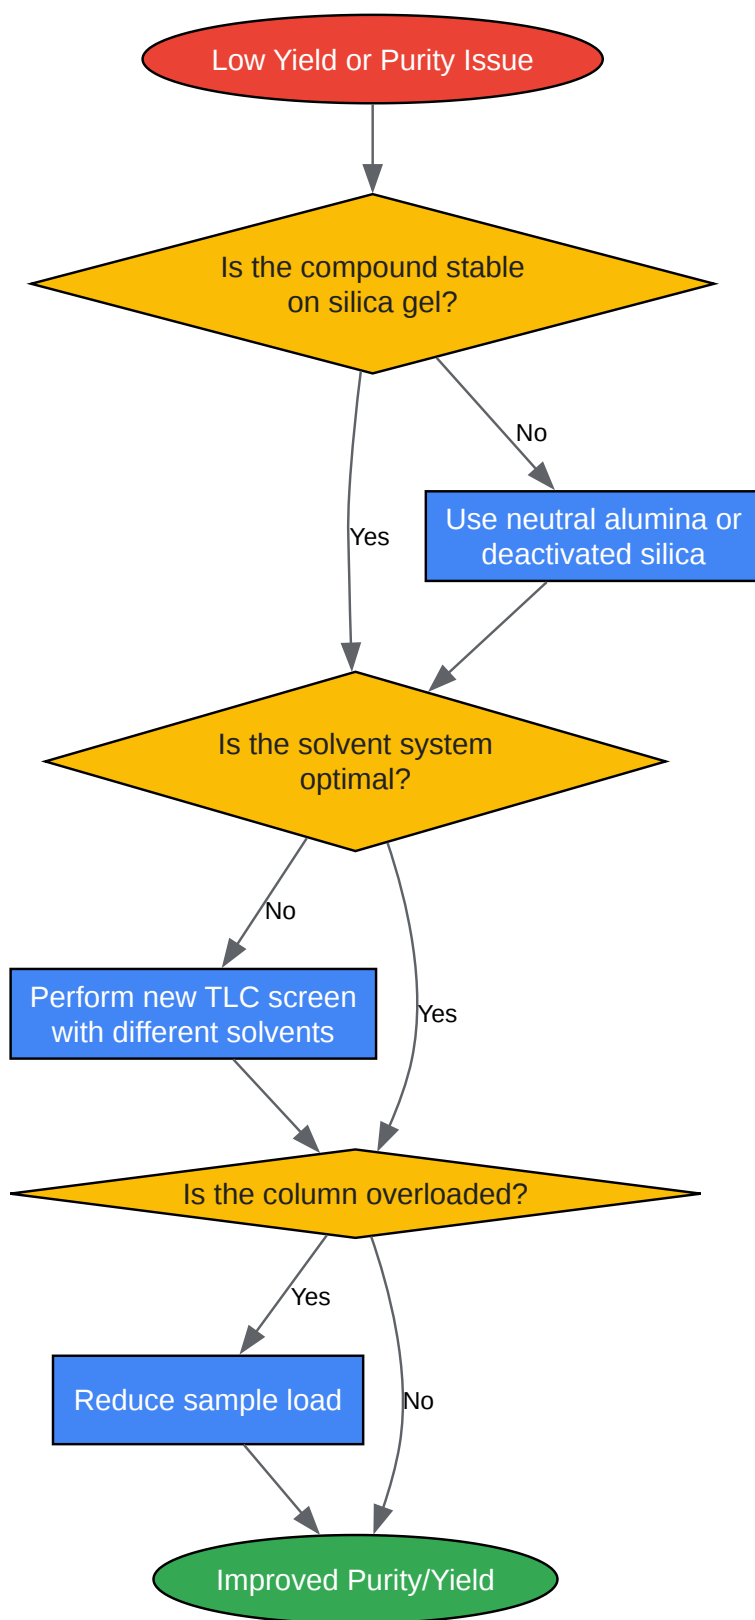 Low Yield or Purity Issue
Is the compound stable
on silica gel?
No
Use neutral alumina or
deactivated silica
Yes
Is the solvent system
optimal?
No
Perform new TLC screen
with different solvents
Yes
Is the column overloaded?
Yes
Reduce sample load
No
Improved Purity/Yield